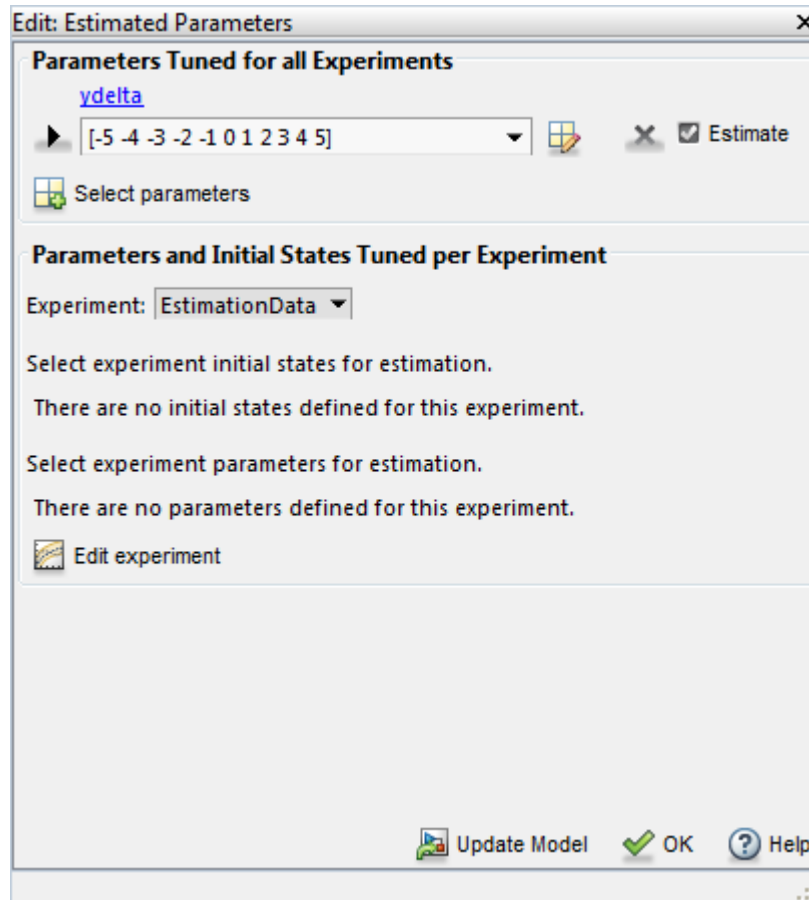 Edit: Estimated Parameters
Parameters Tuned for all Experiments
ydelta
[-5 -4 -3 -2 -1 0 1 2 3 4 5]
Estimate
Select parameters
Parameters and Initial States Tuned per Experiment
Experiment: EstimationData
Select experiment initial states for estimation.
There are no initial states defined for this experiment.
Select experiment parameters for estimation.
There are no parameters defined for this experiment.
Edit experiment
Update Model OK Help